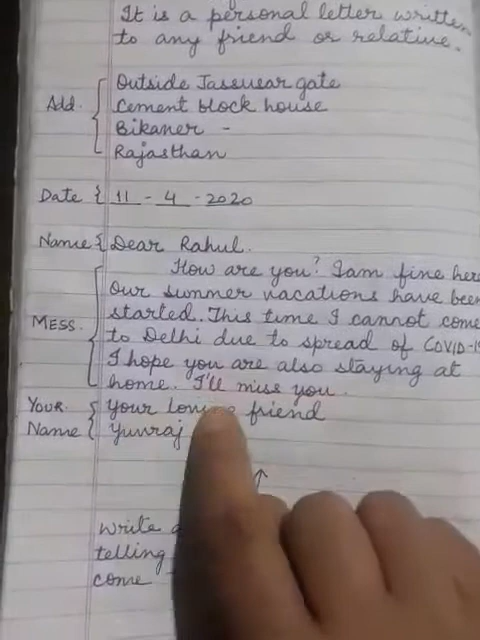 It is a personal letter written
to any friend or relative.
Add. Outside Jassusar gate
Cement block house
Bikaner -
Rajasthan
Date 11 - 4 - 2020
Name Dear Rahul.
How are you? I am fine here
Our summer vacations have been
started. This time I cannot come
MESS. to Delhi due to spread of COVID-19
I hope you are also staying at
home. I'll miss you.
YOUR Your friend
Name Yuvraj
write
telling
come